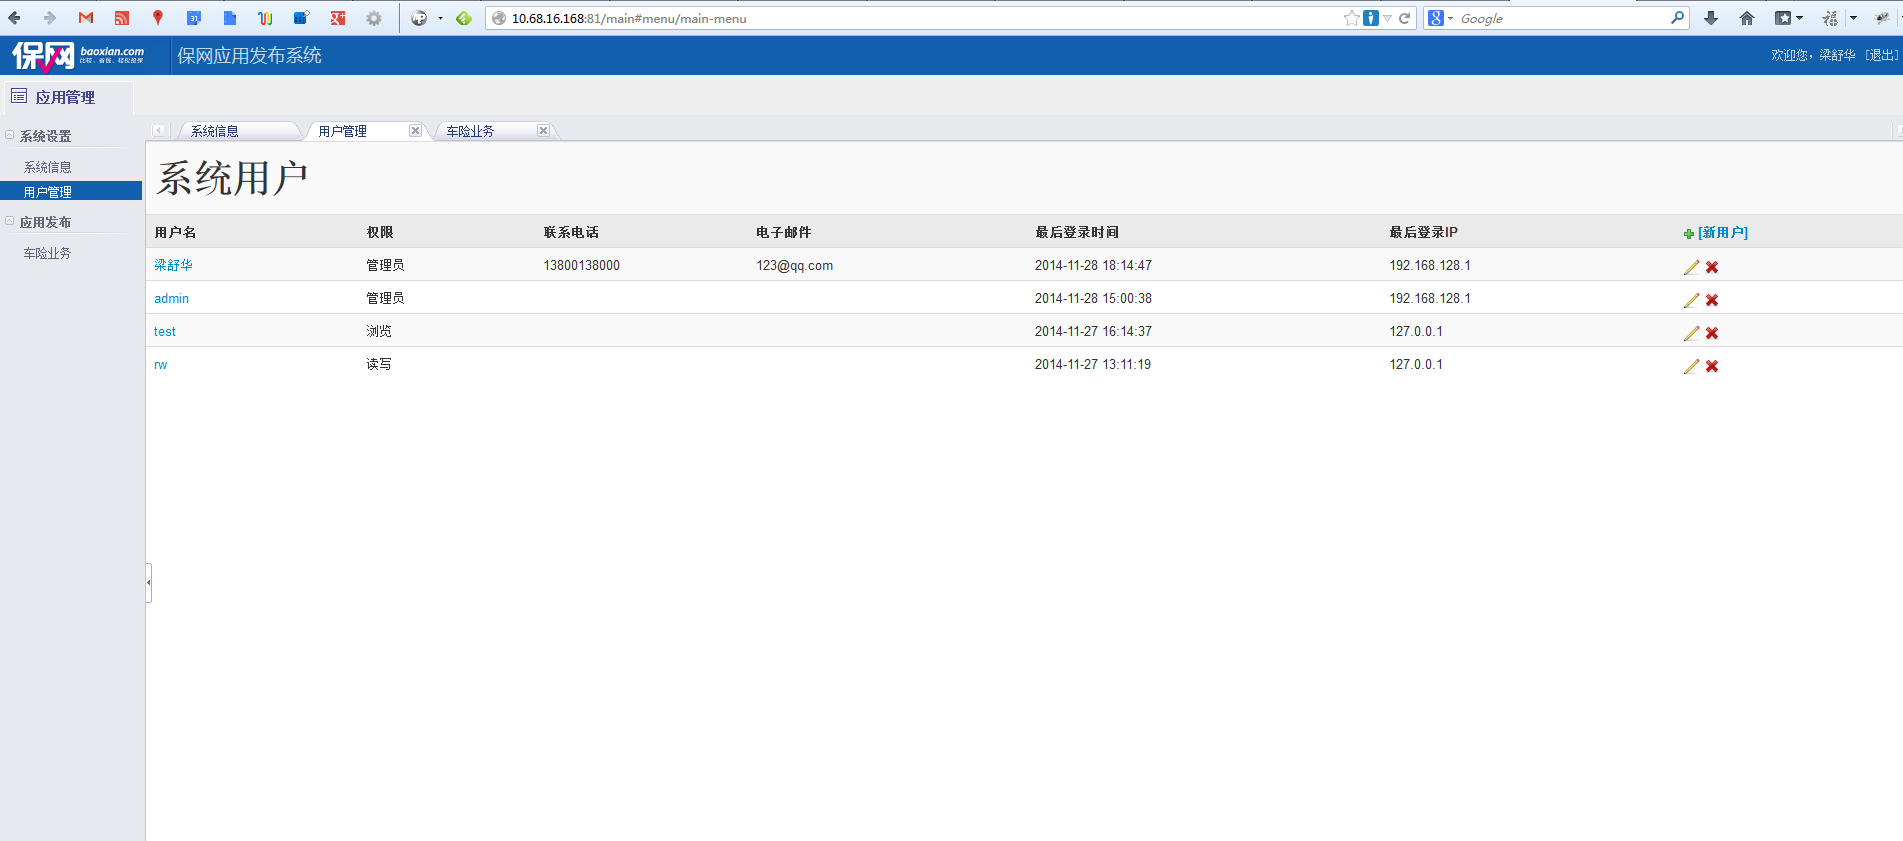 10.68.16.168:81/main#menu/main-menu
Google
保网 baoxian.com 保网应用发布系统 欢迎您，梁舒华 [退出]
比较、省钱、轻松投保
应用管理
系统设置
系统信息
用户管理
应用发布
车险业务
系统信息 用户管理 车险业务
系统用户
用户名 权限 联系电话 电子邮件 最后登录时间 最后登录IP [新用户]
梁舒华 管理员 13800138000 123@qq.com 2014-11-28 18:14:47 192.168.128.1
admin 管理员 2014-11-28 15:00:38 192.168.128.1
test 浏览 2014-11-27 16:14:37 127.0.0.1
rw 读写 2014-11-27 13:11:19 127.0.0.1